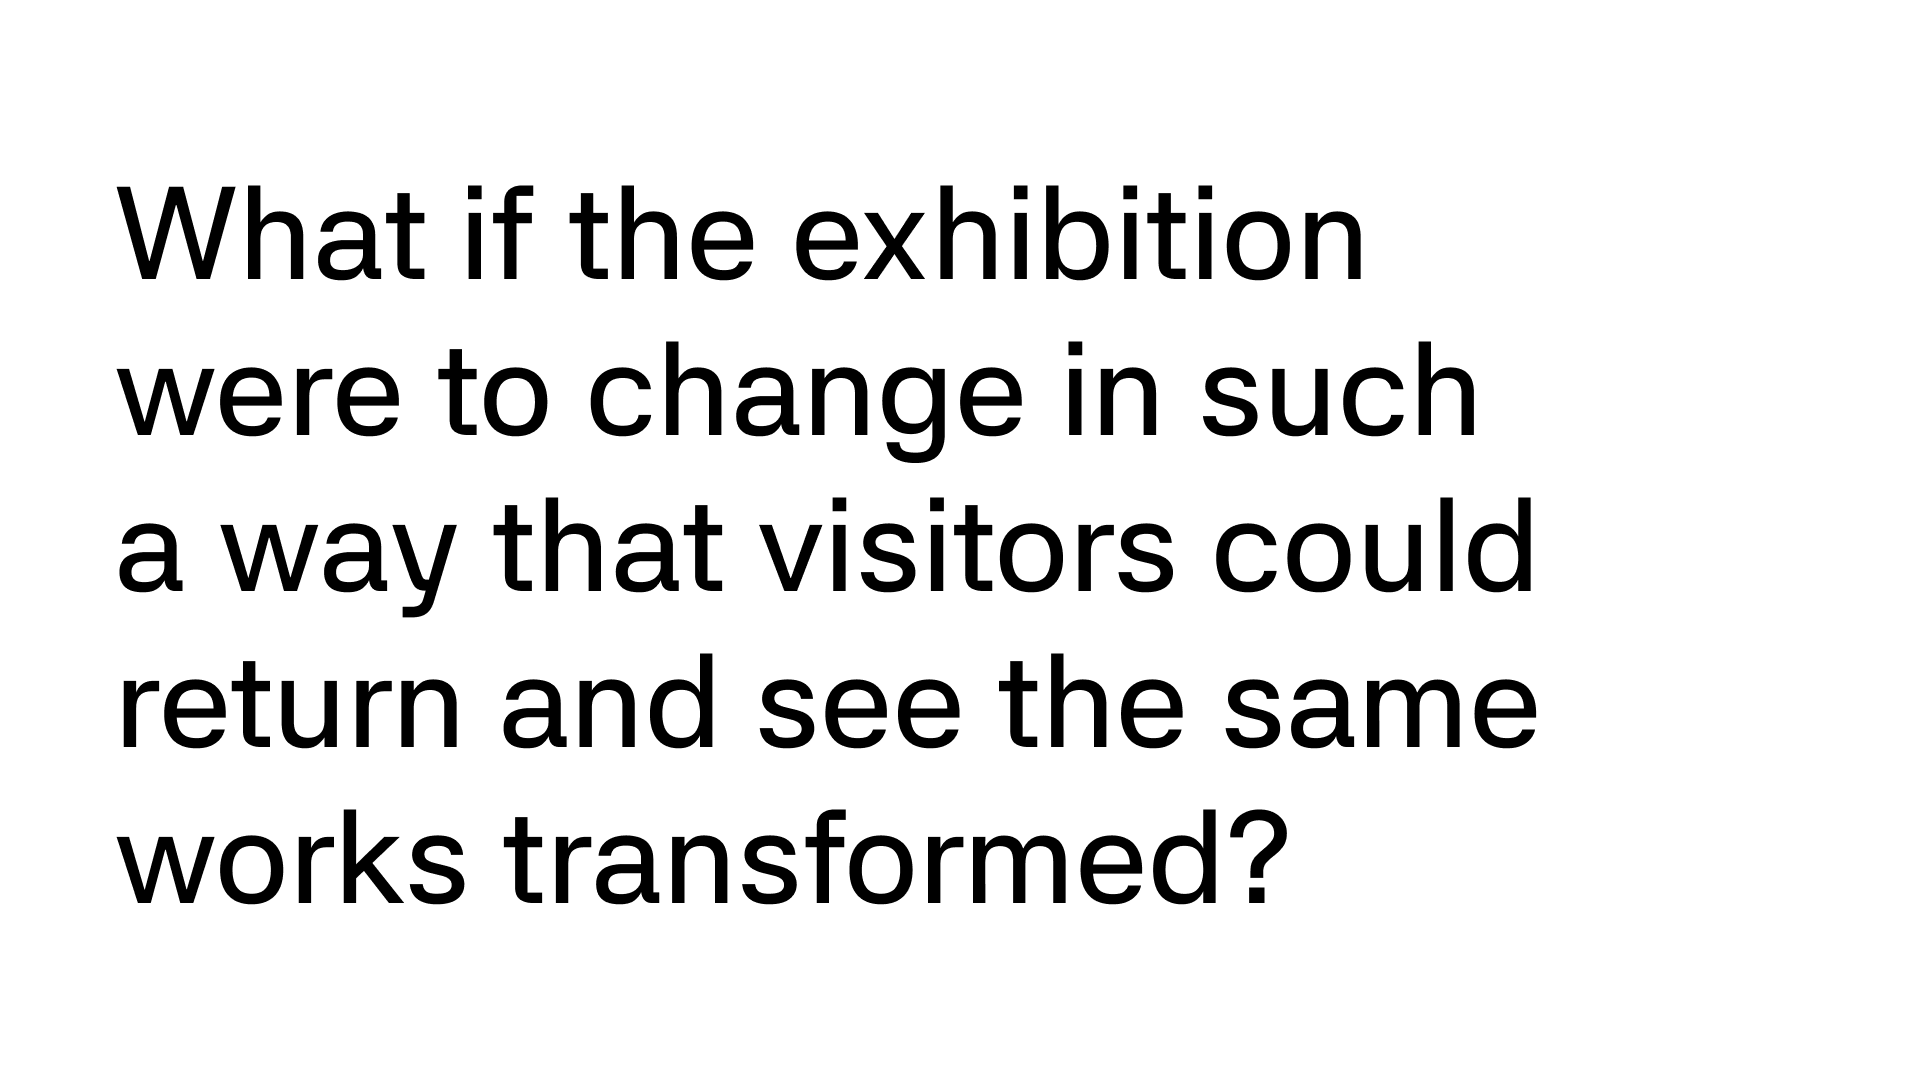 What if the exhibition
were to change in such
a way that visitors could
return and see the same
works transformed?